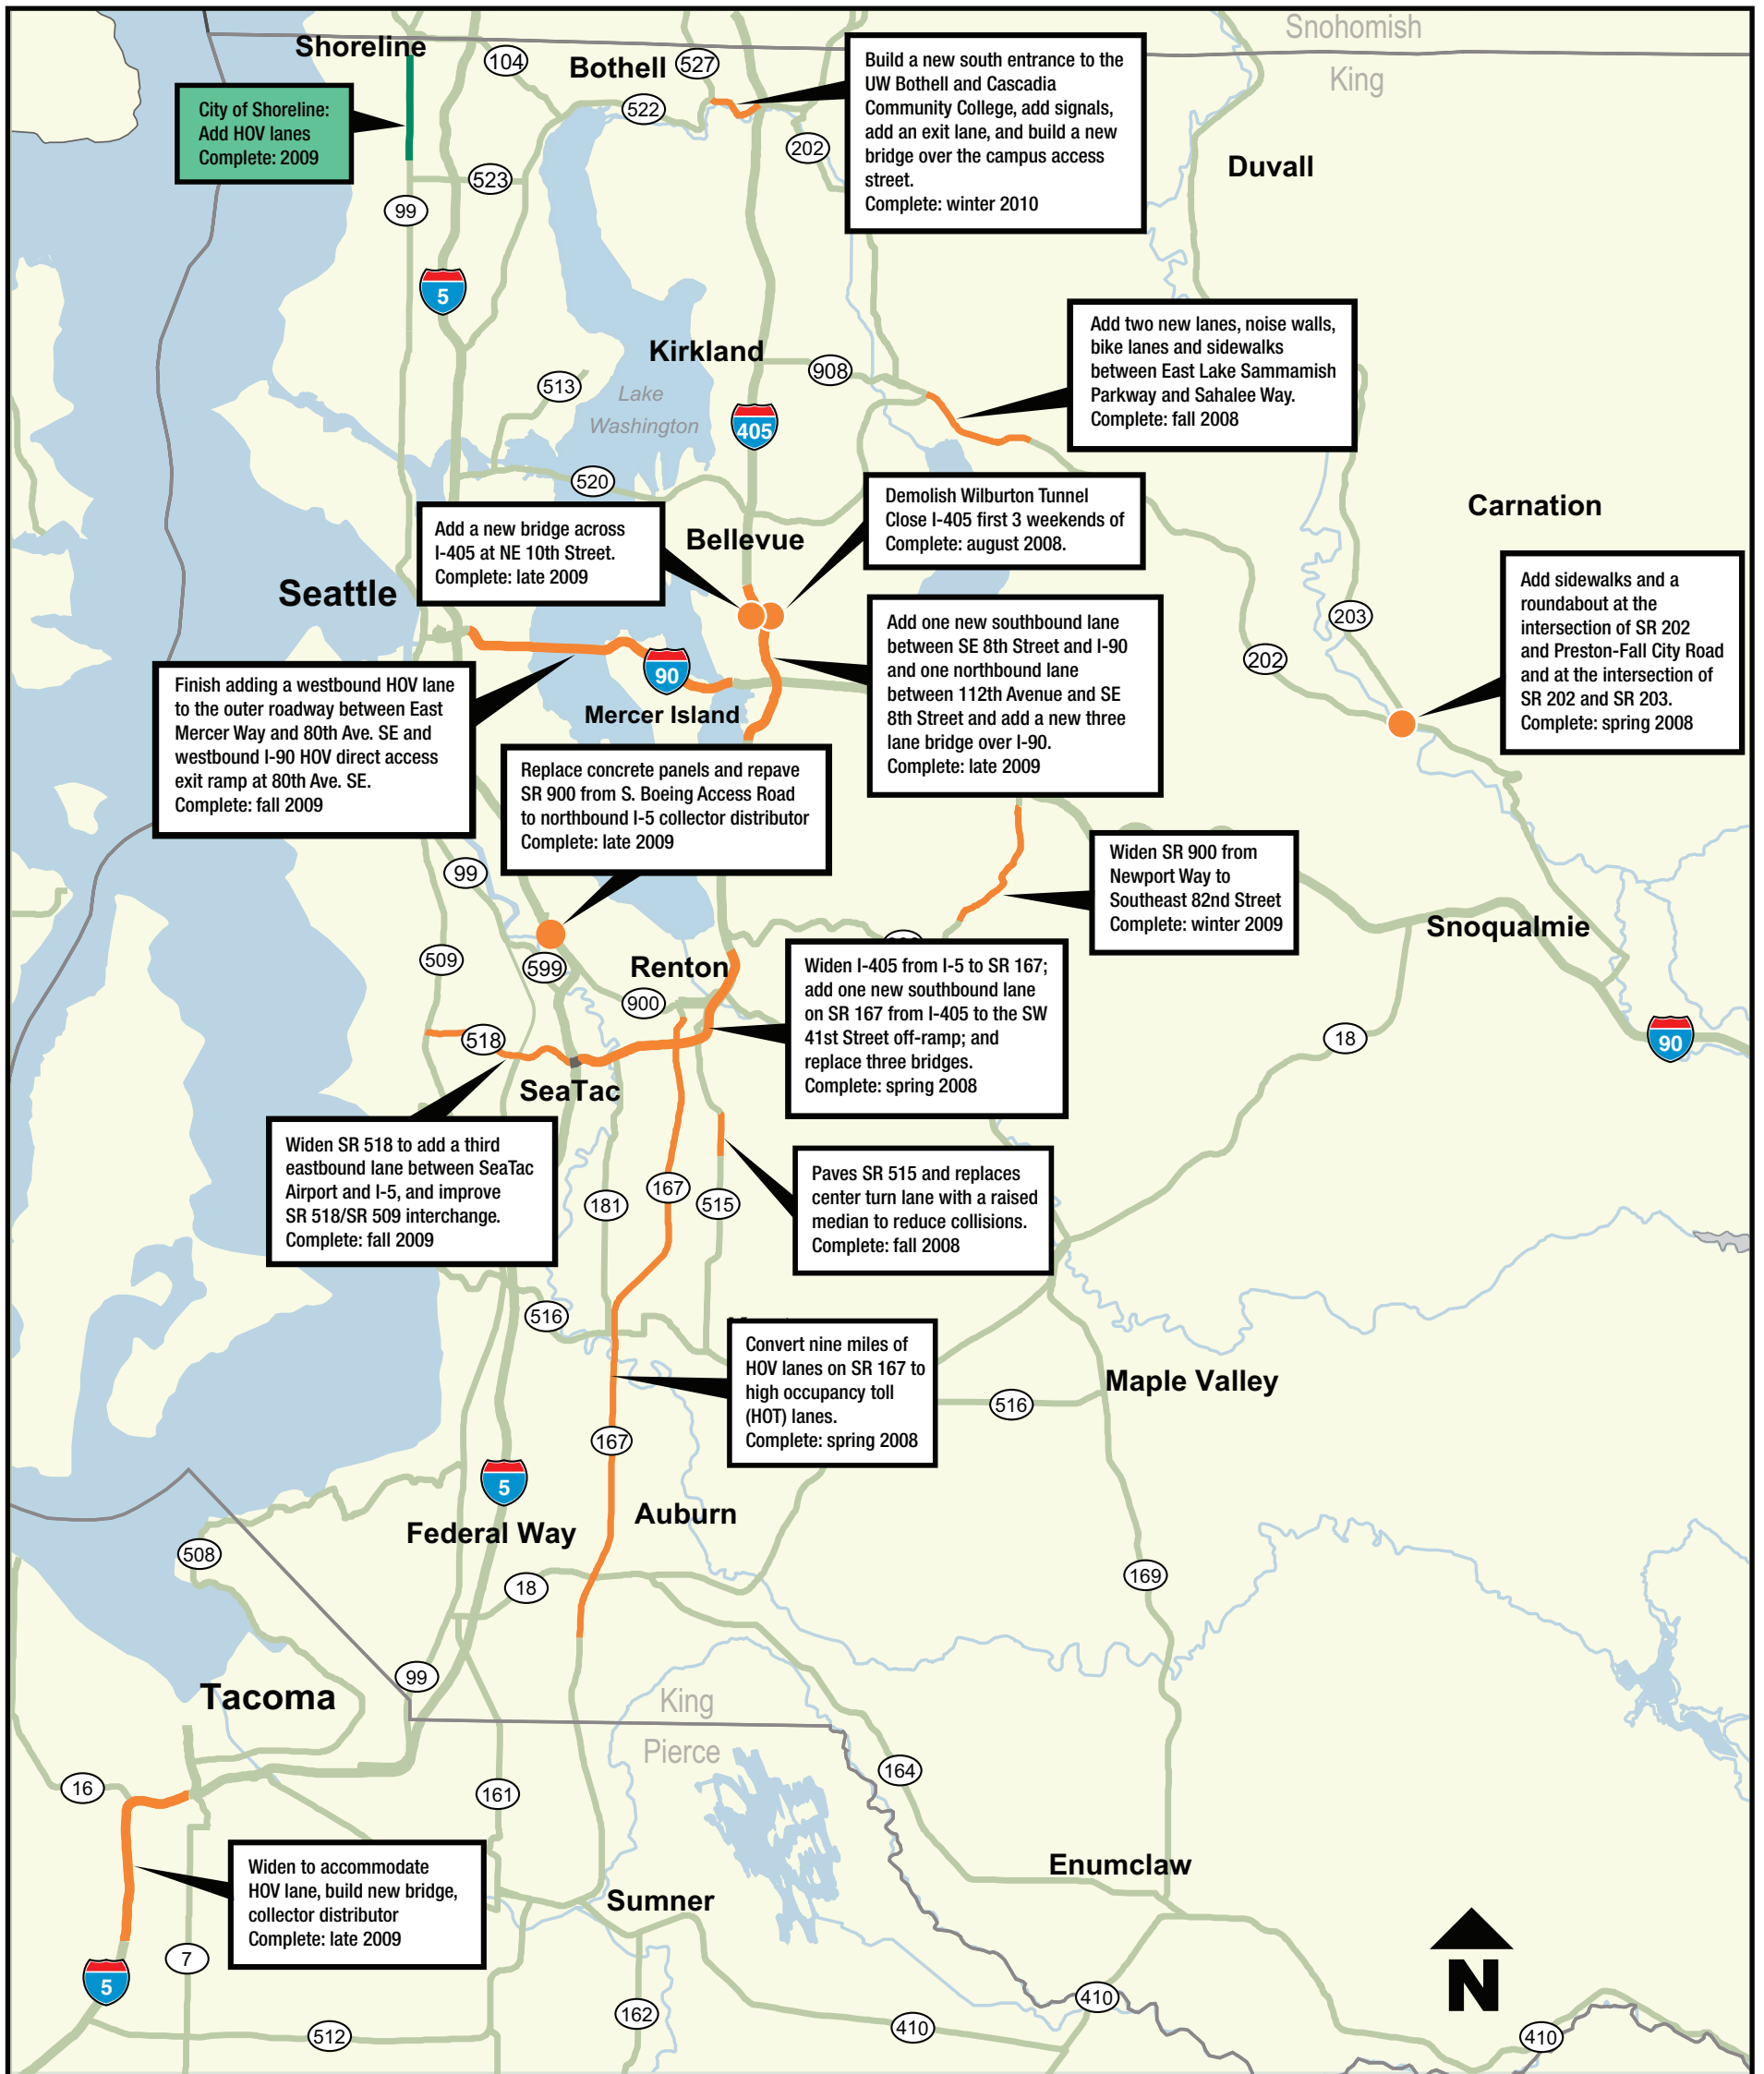 Snohomish
King
Shoreline
104
Bothell
527
522
202
523
99
5
City of Shoreline:
Add HOV lanes
Complete: 2009
Build a new south entrance to the
UW Bothell and Cascadia
Community College, add signals,
add an exit lane, and build a new
bridge over the campus access
street.
Complete: winter 2010
Duvall
Kirkland
908
513
Lake
Washington
405
520
Add two new lanes, noise walls,
bike lanes and sidewalks
between East Lake Sammamish
Parkway and Sahalee Way.
Complete: fall 2008
Carnation
Add a new bridge across
I-405 at NE 10th Street.
Complete: late 2009
Bellevue
Demolish Wilburton Tunnel
Close I-405 first 3 weekends of
Complete: august 2008.
Seattle
Add one new southbound lane
between SE 8th Street and I-90
and one northbound lane
between 112th Avenue and SE
8th Street and add a new three
lane bridge over I-90.
Complete: late 2009
203
202
Add sidewalks and a
roundabout at the
intersection of SR 202
and Preston-Fall City Road
and at the intersection of
SR 202 and SR 203.
Complete: spring 2008
90
Mercer Island
Finish adding a westbound HOV lane
to the outer roadway between East
Mercer Way and 80th Ave. SE and
westbound I-90 HOV direct access
exit ramp at 80th Ave. SE.
Complete: fall 2009
Replace concrete panels and repave
SR 900 from S. Boeing Access Road
to northbound I-5 collector distributor
Complete: late 2009
99
Widen SR 900 from
Newport Way to
Southeast 82nd Street
Complete: winter 2009
Snoqualmie
509
599
Renton
900
Widen I-405 from I-5 to SR 167;
add one new southbound lane
on SR 167 from I-405 to the SW
41st Street off-ramp; and
replace three bridges.
Complete: spring 2008
518
SeaTac
18
90
Widen SR 518 to add a third
eastbound lane between SeaTac
Airport and I-5, and improve
SR 518/SR 509 interchange.
Complete: fall 2009
181
167
515
Paves SR 515 and replaces
center turn lane with a raised
median to reduce collisions.
Complete: fall 2008
516
Convert nine miles of
HOV lanes on SR 167 to
high occupancy toll
(HOT) lanes.
Complete: spring 2008
Maple Valley
516
167
5
Federal Way
Auburn
508
18
169
99
Tacoma
King
Pierce
16
161
164
Widen to accommodate
HOV lane, build new bridge,
collector distributor
Complete: late 2009
Enumclaw
Sumner
7
5
N
162
410
512
410
410